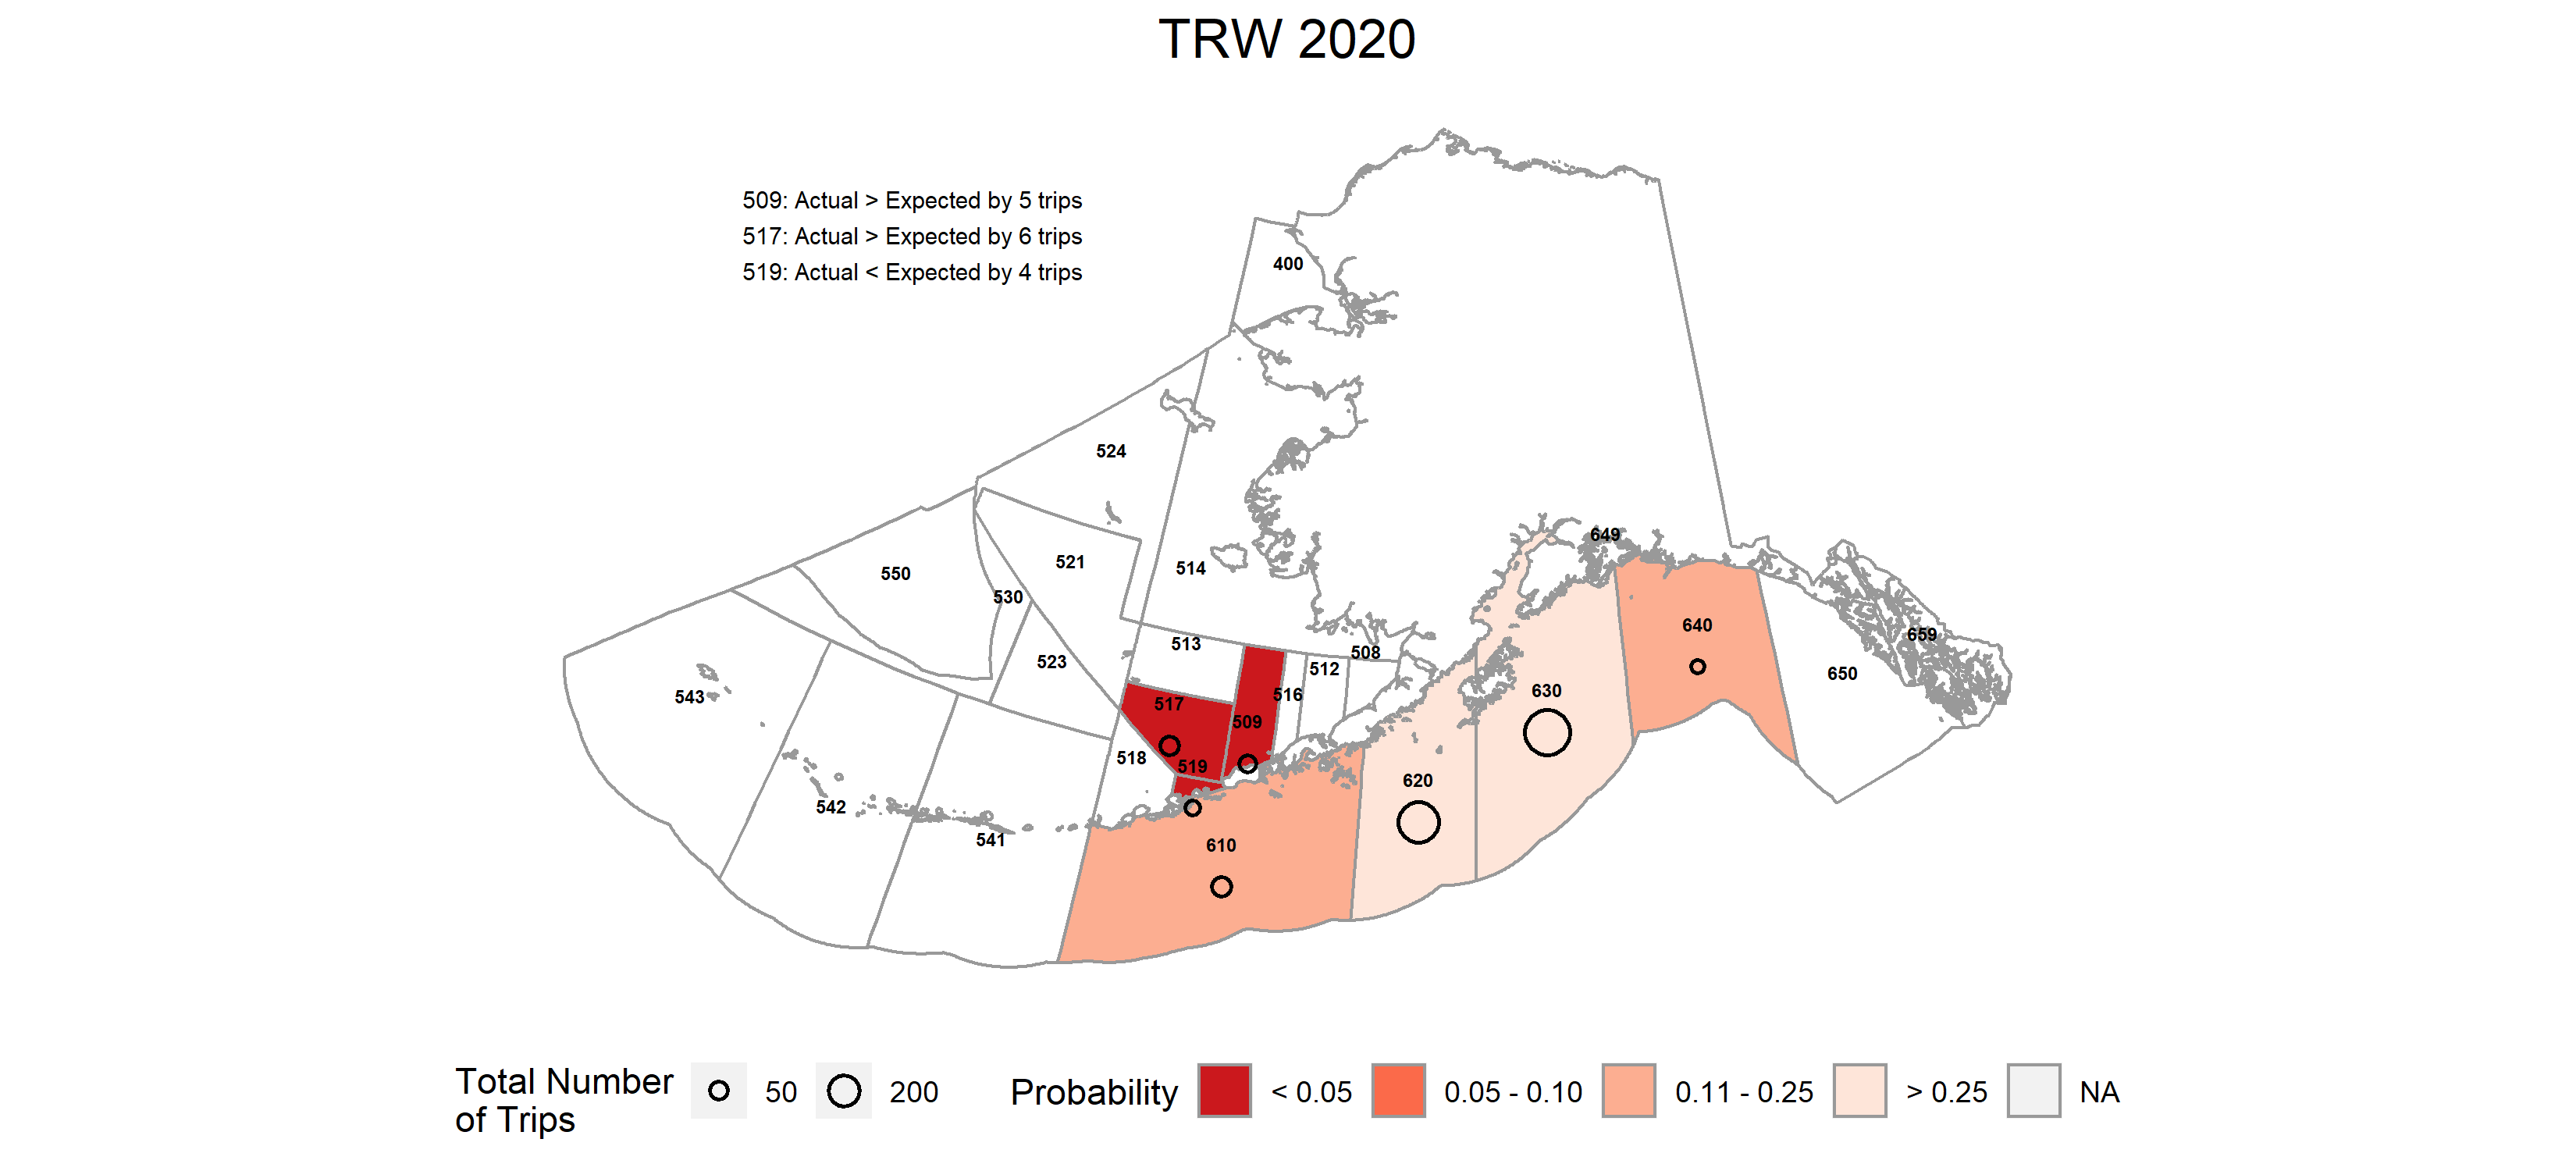 TRW 2020
509: Actual > Expected by 5 trips
517: Actual > Expected by 6 trips
519: Actual < Expected by 4 trips
400
524
649
521
514
550
530
640
659
513
508
523
512
650
630
516
543
517
509
518
519
620
542
541
610
Total Number
of Trips
50
200
Probability
< 0.05
0.05 - 0.10
0.11 - 0.25
> 0.25
NA